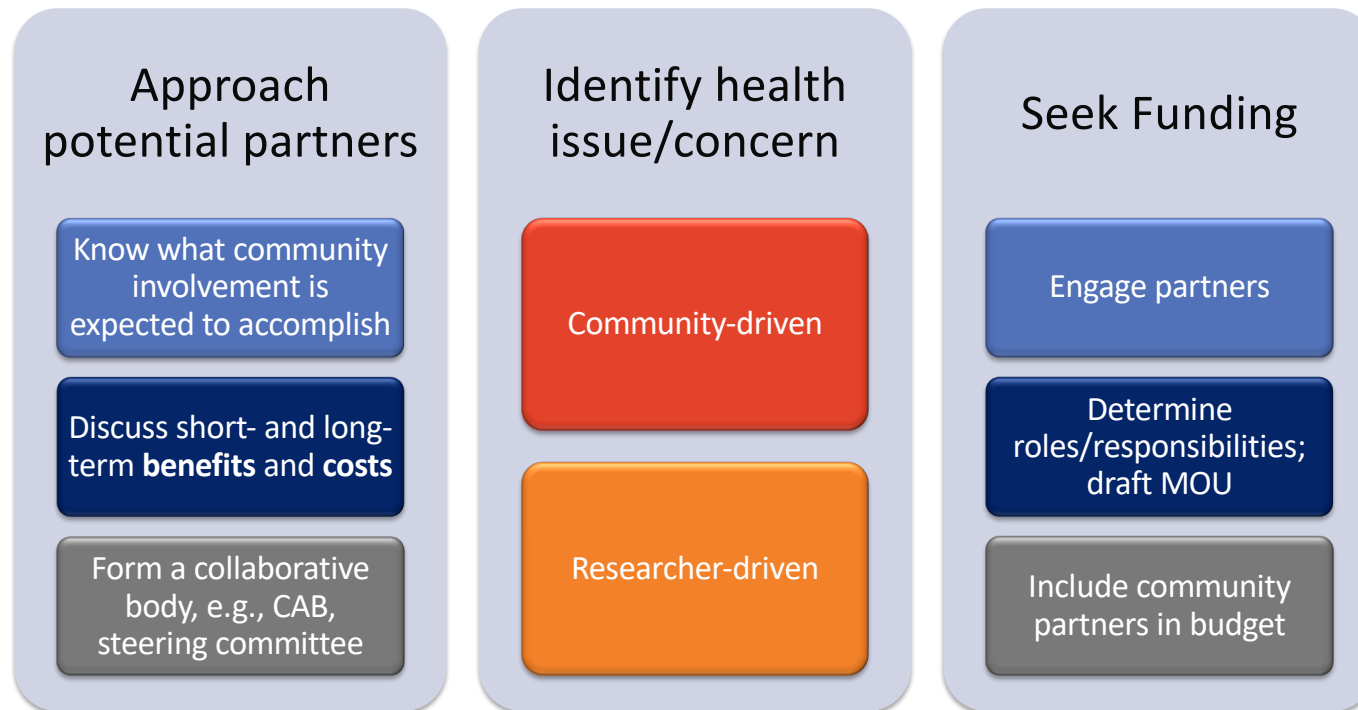 Approach
potential partners
Know what community
involvement is
expected to accomplish
Discuss short- and long-
term benefits and costs
Form a collaborative
body, e.g., CAB,
steering committee
Identify health
issue/concern
Community-driven
Researcher-driven
Seek Funding
Engage partners
Determine
roles/responsibilities;
draft MOU
Include community
partners in budget